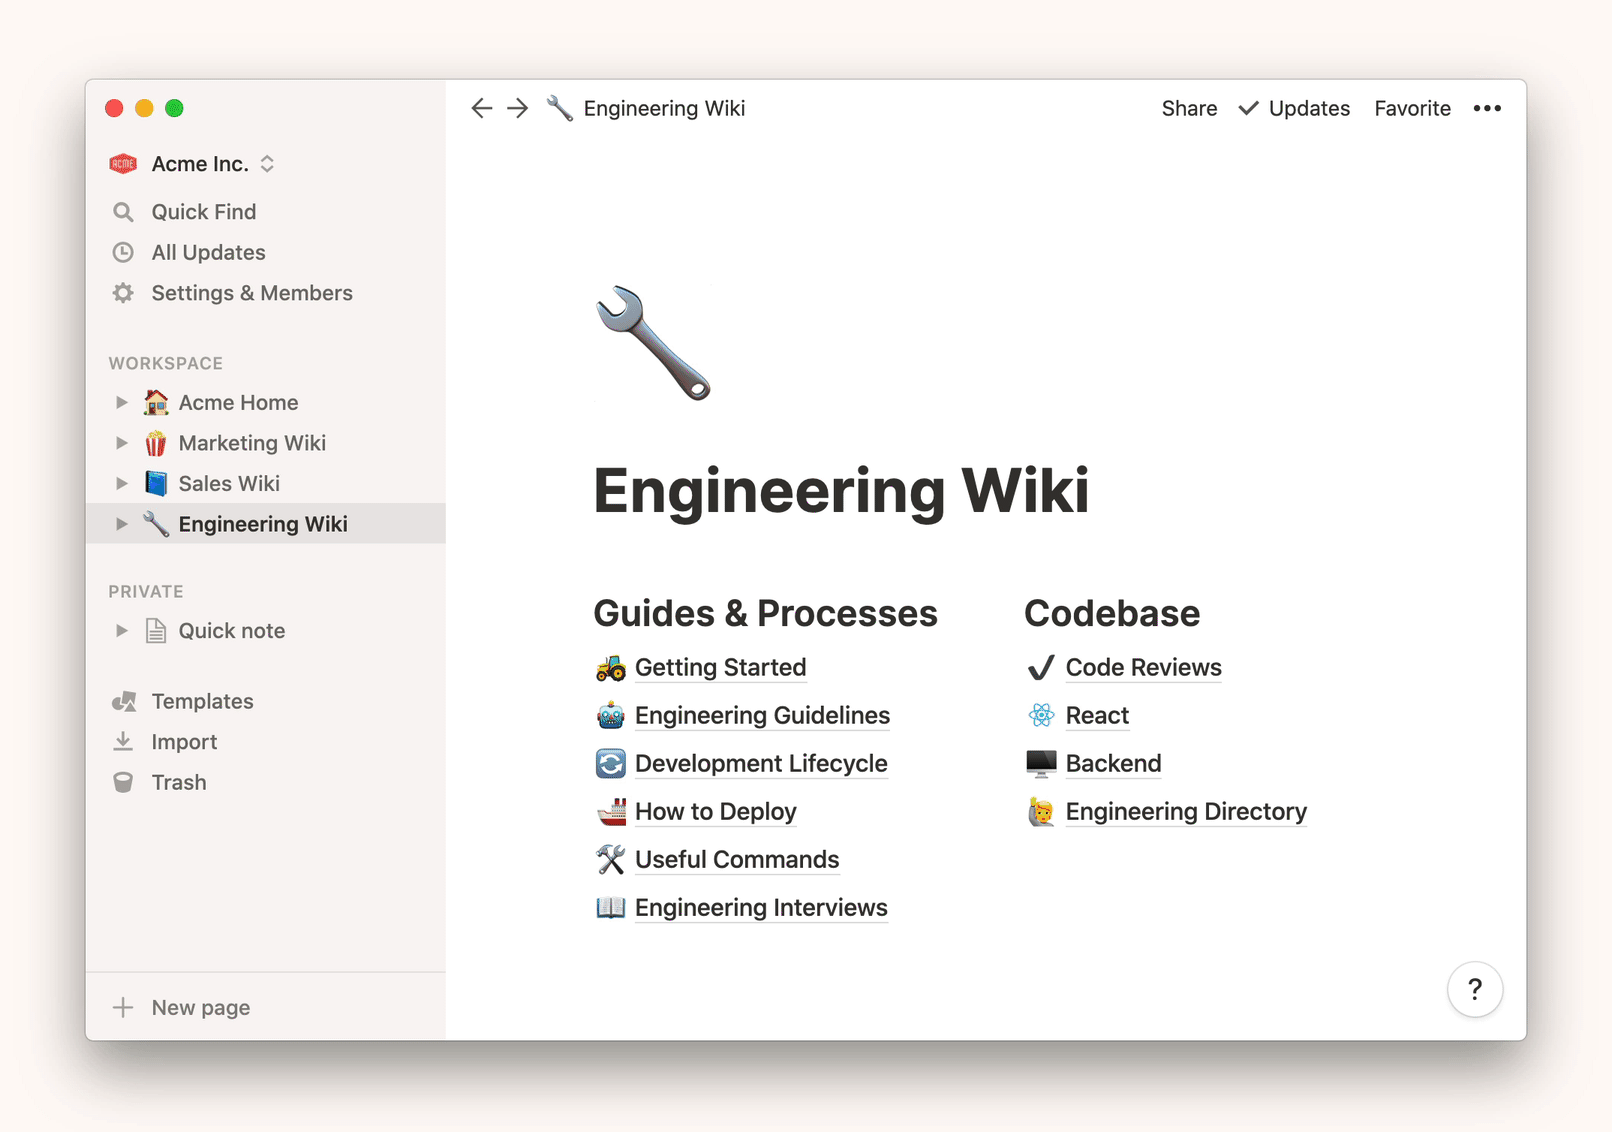 Engineering Wiki
Share
Updates
Favorite
ACME
Acme Inc.
Quick Find
All Updates
Settings & Members
WORKSPACE
Acme Home
Marketing Wiki
Sales Wiki
Engineering Wiki
PRIVATE
Quick note
Templates
Import
Trash
New page
Engineering Wiki
Guides & Processes
Getting Started
Engineering Guidelines
Development Lifecycle
How to Deploy
Useful Commands
Engineering Interviews
Codebase
Code Reviews
React
Backend
Engineering Directory
?